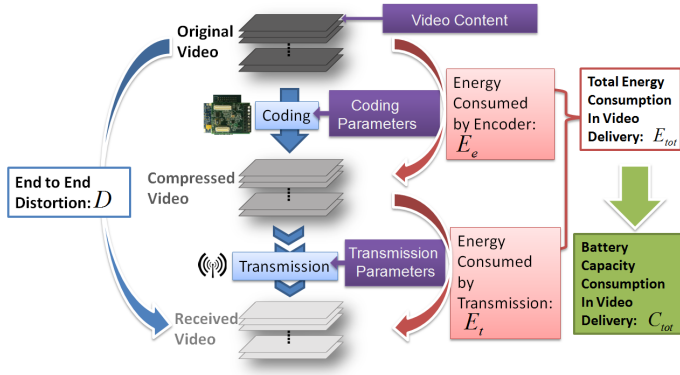 Video Content
Original
Video
Energy
Consumed
by Encoder:
E_e
Total Energy
Consumption
In Video
Delivery: E_tot
Coding
Coding
Parameters
End to End
Distortion: D
Compressed
Video
Transmission
Transmission
Parameters
Energy
Consumed
by
Transmission:
E_t
Battery
Capacity
Consumption
In Video
Delivery: C_tot
Received
Video